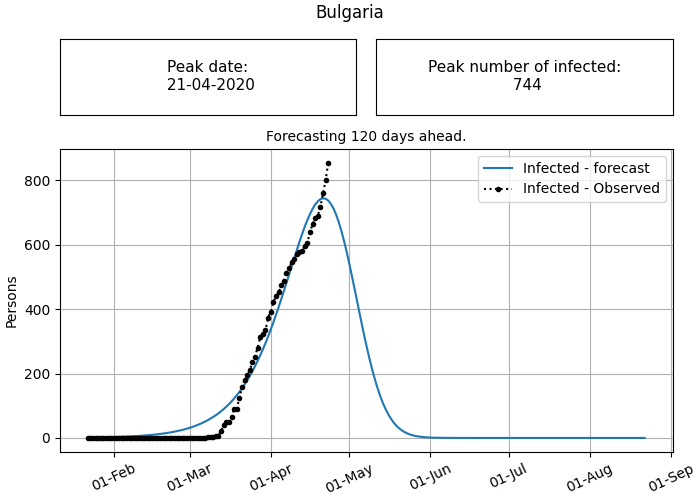 Bulgaria
Peak date:
21-04-2020
Peak number of infected:
744
Forecasting 120 days ahead.
Infected - forecast
Infected - Observed
Persons
800
600
400
200
0
01-Feb
01-Mar
01-Apr
01-May
01-Jun
01-Jul
01-Aug
01-Sep